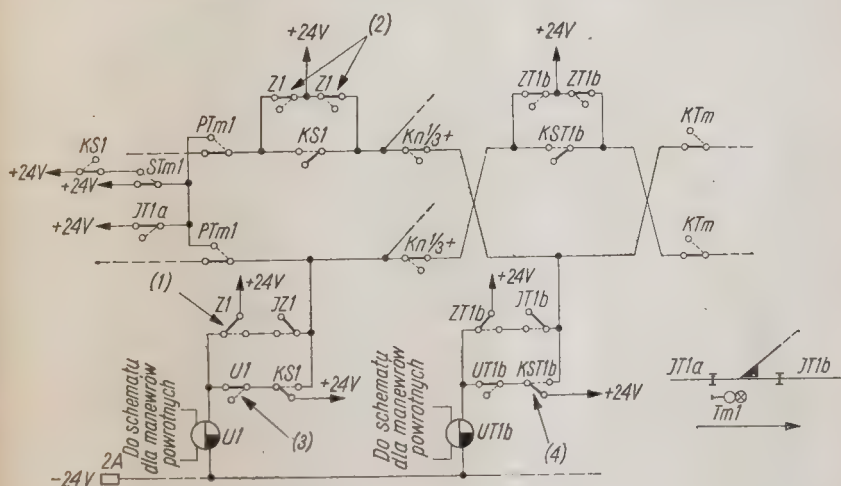 +24V
(2)
+24V
Z1 Z1
ZT1b ZT1b
PTm1
KS1
Kn1/3+
KST1b
KTm
KS1
STm1
+24V
+24V
JT1a
+24V
PTm1
Kn1/3+
KTm
(1)
+24V
Z1
JZ1
+24V
ZT1b
JT1b
U1
KS1
+24V
UT1b
KST1b
+24V
JT1a
JT1b
Tm1
Do schematu
dla manewrów
powrotnych
U1
(3)
Do schematu
dla manewrów
powrotnych
UT1b
(4)
-24V
2A